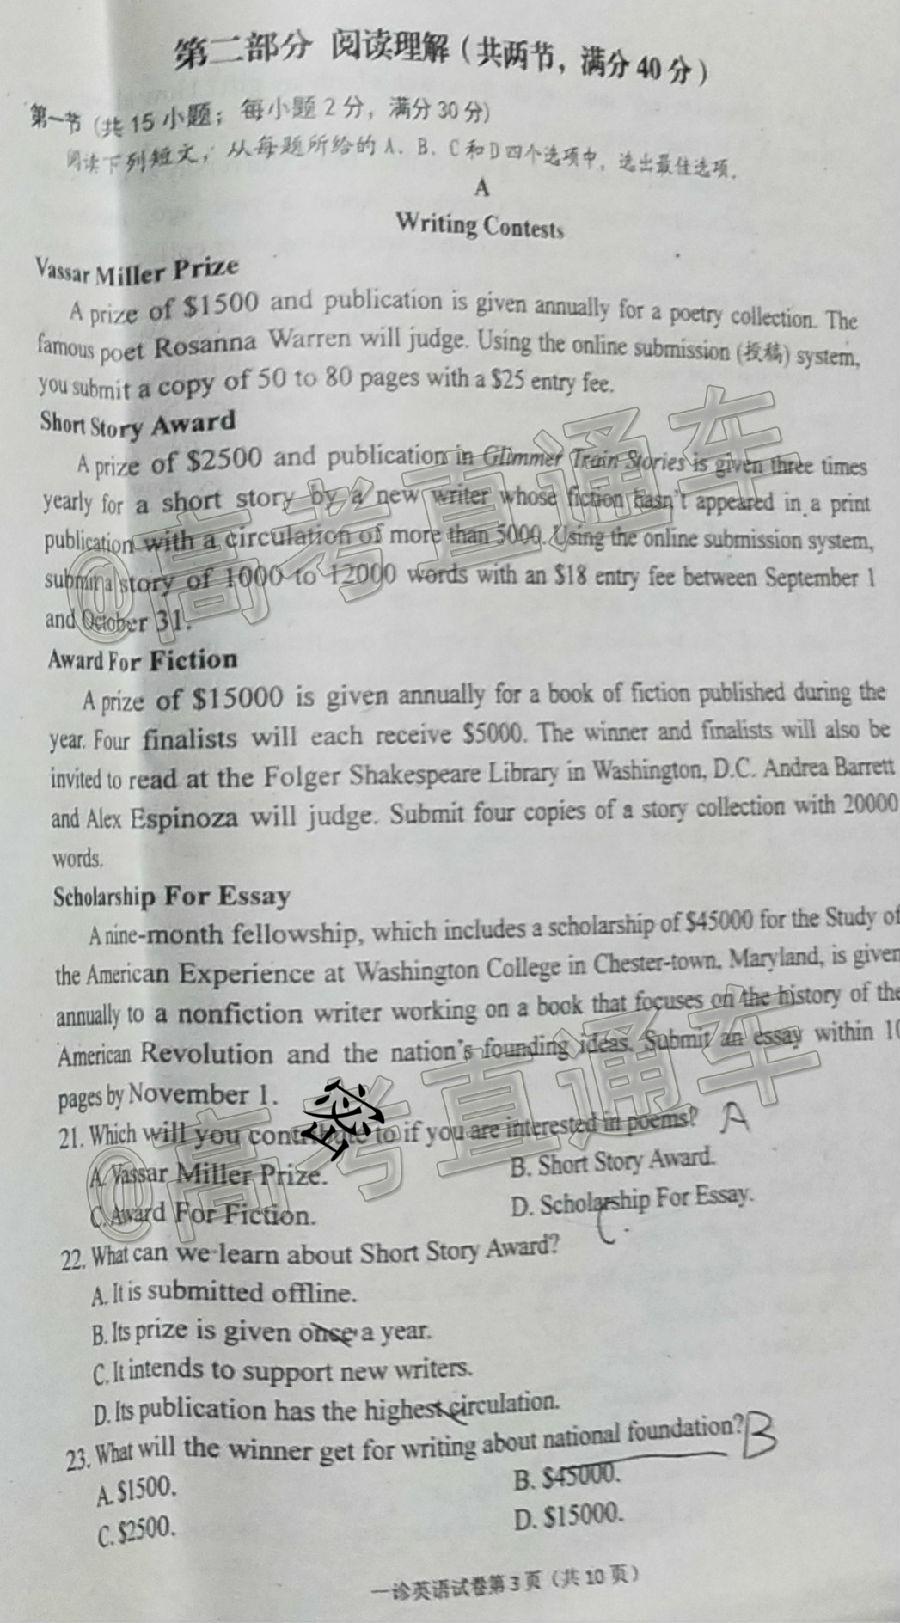 第二部分 阅读理解（共两节，满分40分）
第一节（共15小题；每小题2分，满分30分）
阅读下列短文，从每题所给的A、B、C和D四个选项中，选出最佳选项。
A
Writing Contests
Vassar Miller Prize
A prize of $1500 and publication is given annually for a poetry collection. The
famous poet Rosanna Warren will judge. Using the online submission (投稿) system,
you submit a copy of 50 to 80 pages with a $25 entry fee.
Short Story Award
A prize of $2500 and publication in Glimmer Train Stories is given three times
yearly for a short story by a new writer whose fiction hasn't appeared in a print
publication with a circulation of more than 5000. Using the online submission system,
submit a story of 1000 to 12000 words with an $18 entry fee between September 1
and October 31.
Award For Fiction
A prize of $15000 is given annually for a book of fiction published during the
year. Four finalists will each receive $5000. The winner and finalists will also be
invited to read at the Folger Shakespeare Library in Washington, D.C. Andrea Barrett
and Alex Espinoza will judge. Submit four copies of a story collection with 20000
words.
Scholarship For Essay
A nine-month fellowship, which includes a scholarship of $45000 for the Study of
the American Experience at Washington College in Chester-town, Maryland, is given
annually to a nonfiction writer working on a book that focuses on the history of the
American Revolution and the nation's founding ideas. Submit an essay within 10
pages by November 1.
密
21. Which will you contribute to if you are interested in poems? A
A. Vassar Miller Prize. B. Short Story Award.
C. Award For Fiction. D. Scholarship For Essay.
22. What can we learn about Short Story Award? C.
A. It is submitted offline.
B. Its prize is given once a year.
C. It intends to support new writers.
D. Its publication has the highest circulation.
23. What will the winner get for writing about national foundation? B
A. $1500. B. $45000.
C. $2500. D. $15000.
一诊英语试卷第3页（共10页）
@高考直通车
@高考直通车